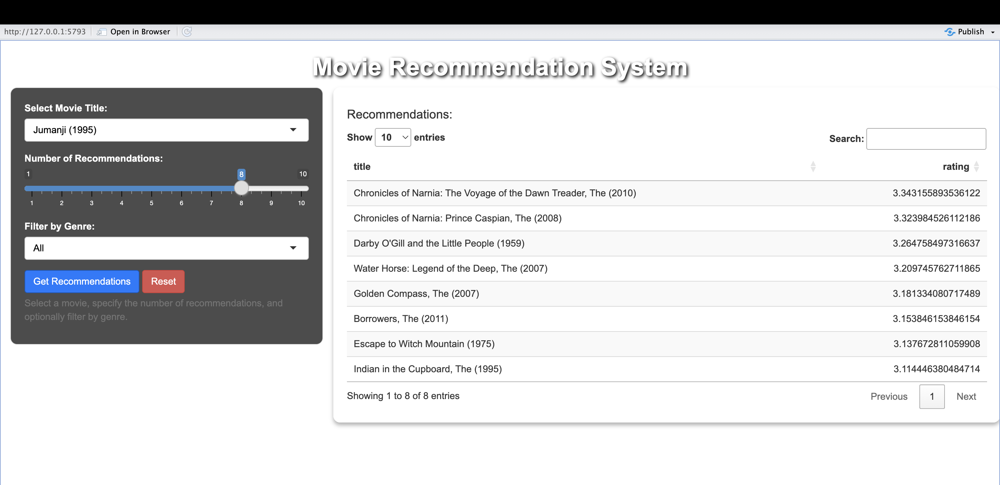 http://127.0.0.1:5793 Open in Browser Publish
Movie Recommendation System
Select Movie Title:
Jumanji (1995)
Number of Recommendations:
1 8 10
1 2 3 4 5 6 7 8 9 10
Filter by Genre:
All
Get Recommendations Reset
Select a movie, specify the number of recommendations, and
optionally filter by genre.
Recommendations:
Show 10 entries Search:
title rating
Chronicles of Narnia: The Voyage of the Dawn Treader, The (2010) 3.343155893536122
Chronicles of Narnia: Prince Caspian, The (2008) 3.323984526112186
Darby O'Gill and the Little People (1959) 3.264758497316637
Water Horse: Legend of the Deep, The (2007) 3.209745762711865
Golden Compass, The (2007) 3.181334080717489
Borrowers, The (2011) 3.153846153846154
Escape to Witch Mountain (1975) 3.137672811059908
Indian in the Cupboard, The (1995) 3.114446380484714
Showing 1 to 8 of 8 entries Previous 1 Next